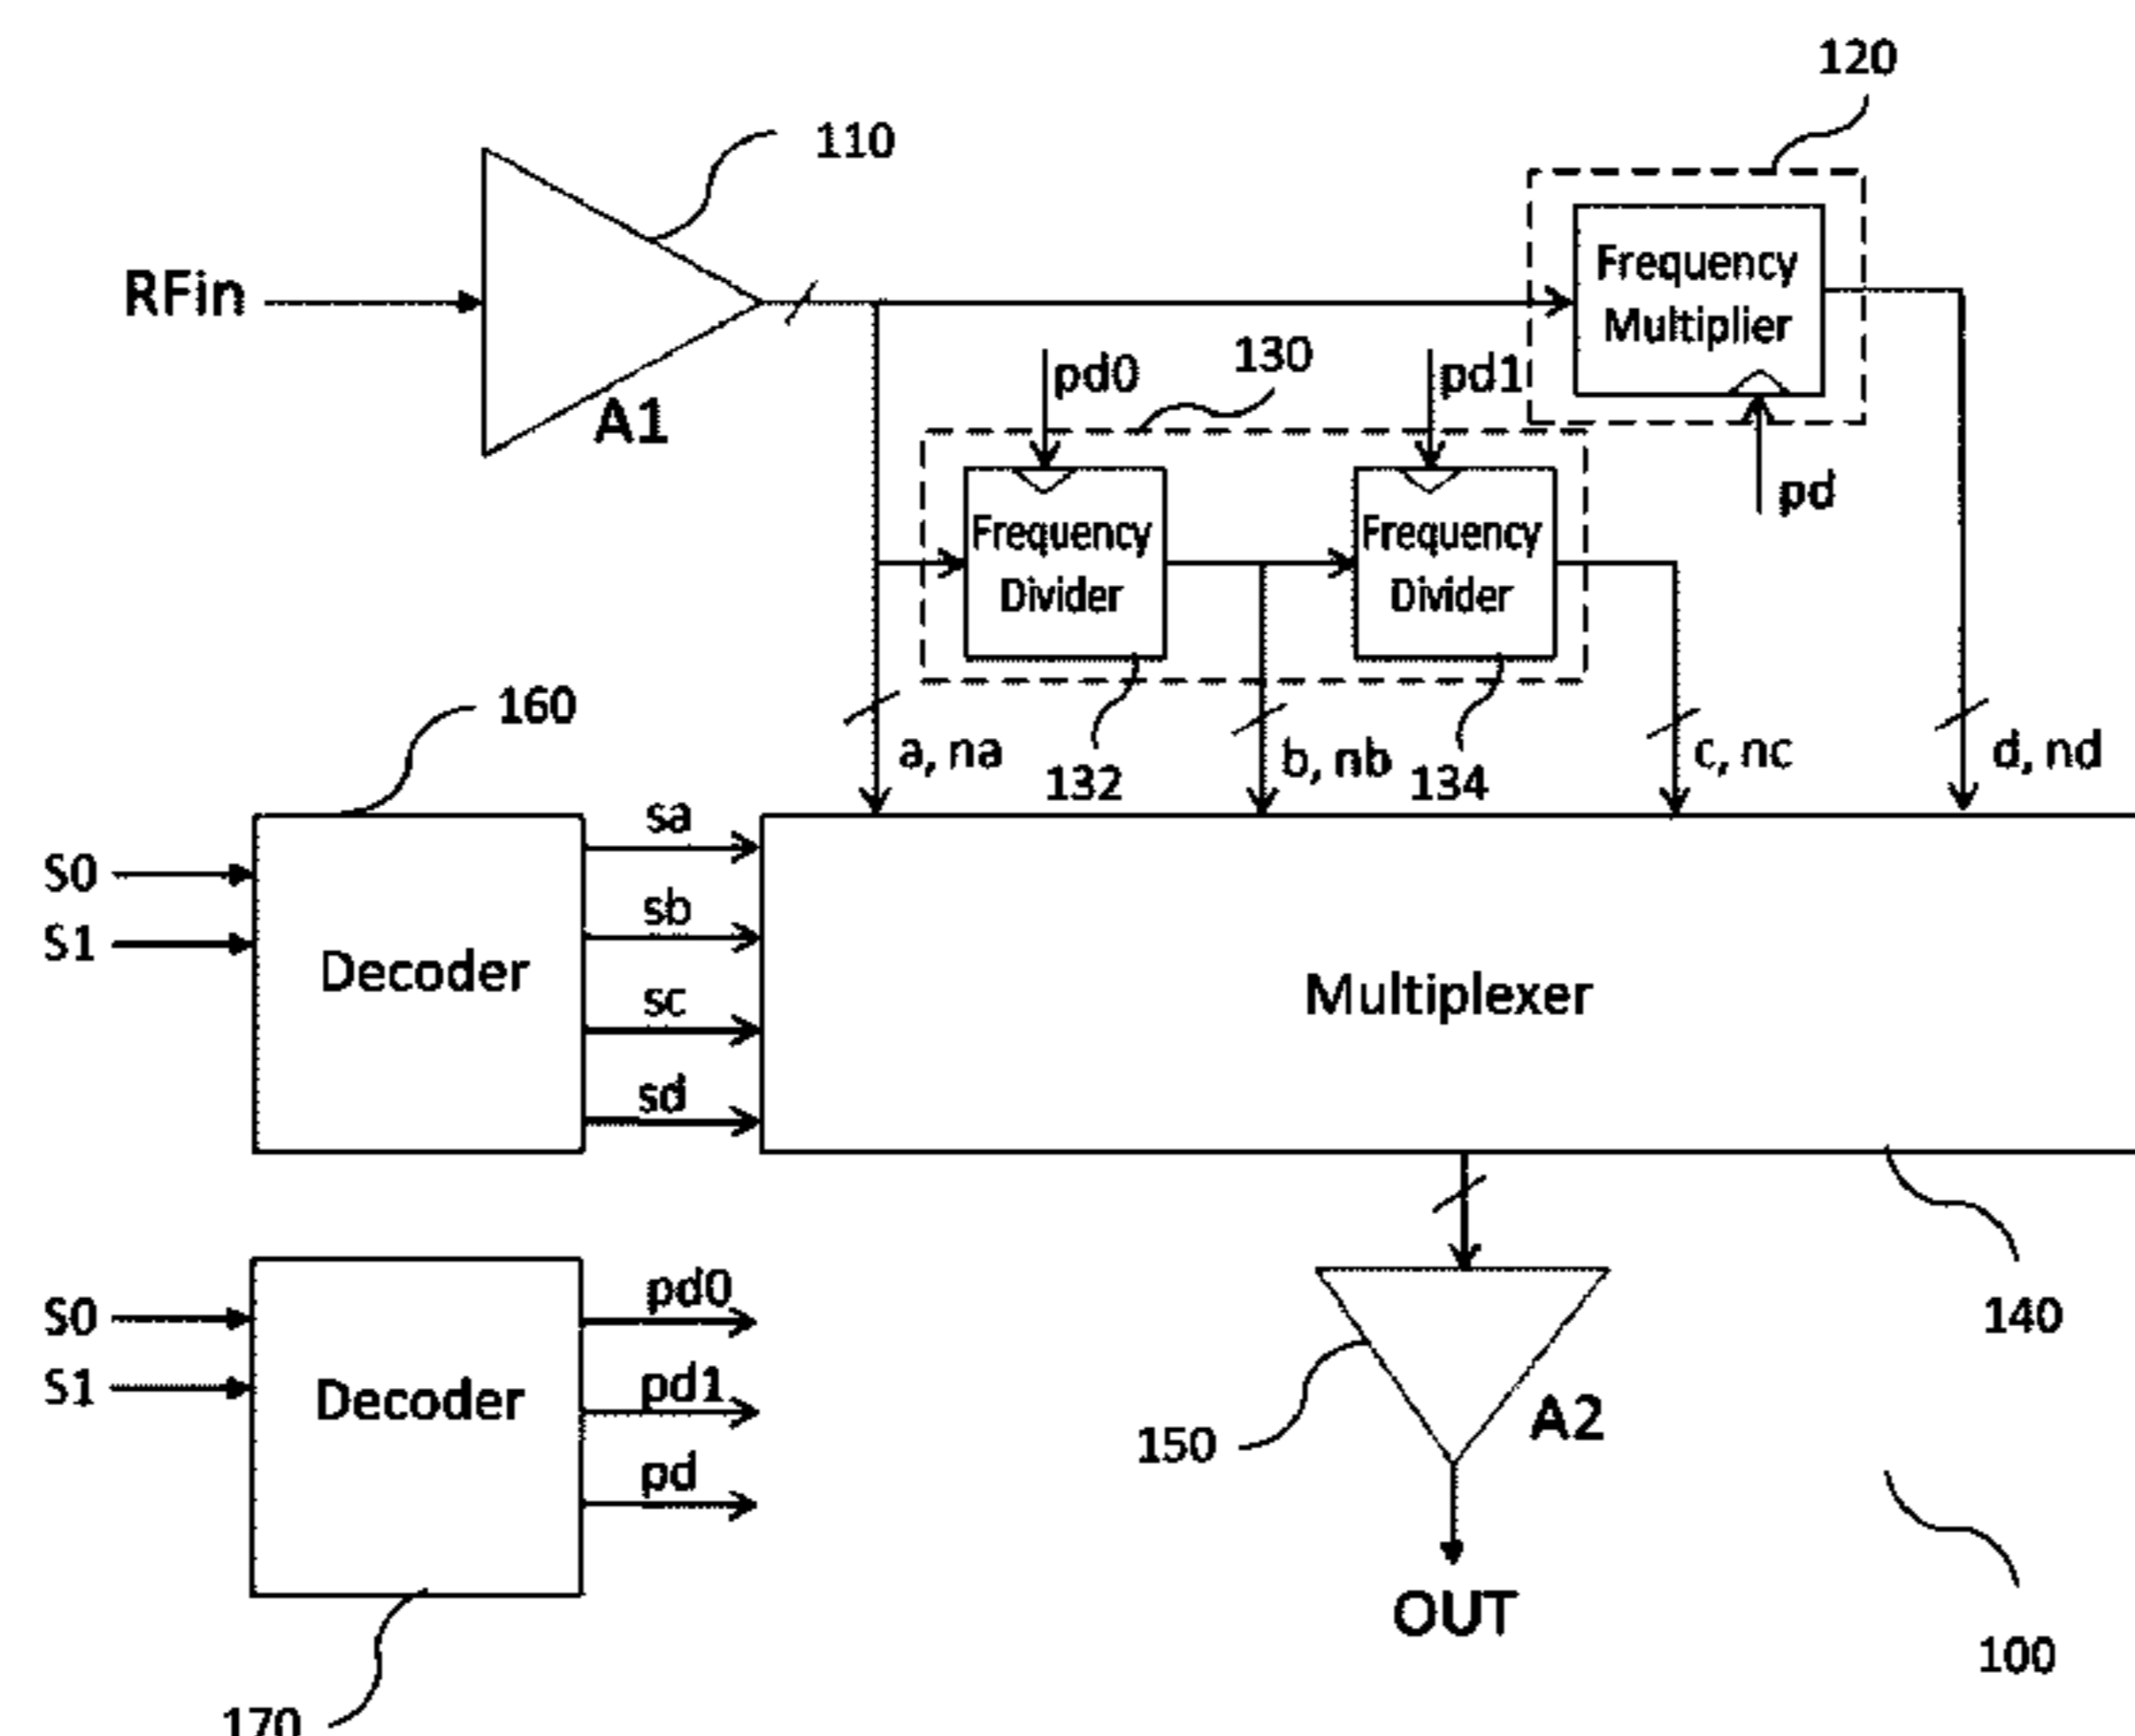 120
110
RFin
Frequency
Multiplier
A1
pd0
130
pd1
pd
Frequency
Divider
Frequency
Divider
160
a, na
132
b, nb
134
c, nc
d, nd
S0
S1
Decoder
sa
sb
sc
sd
Multiplexer
140
S0
S1
Decoder
pd0
pd1
pd
150
A2
OUT
100
170